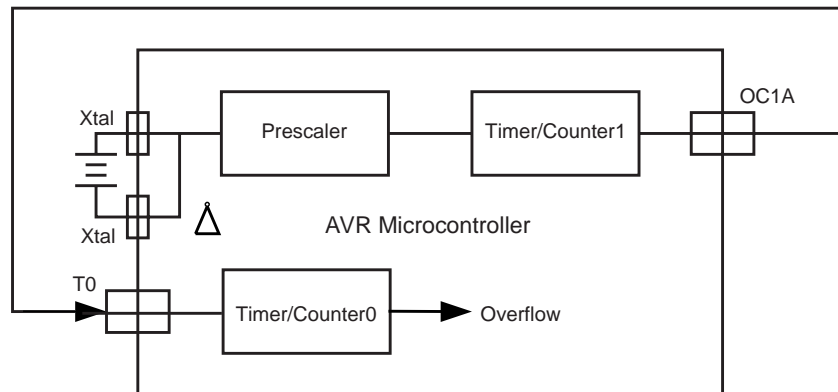 OC1A
Xtal
Prescaler
Timer/Counter1
Xtal
AVR Microcontroller
T0
Timer/Counter0
Overflow